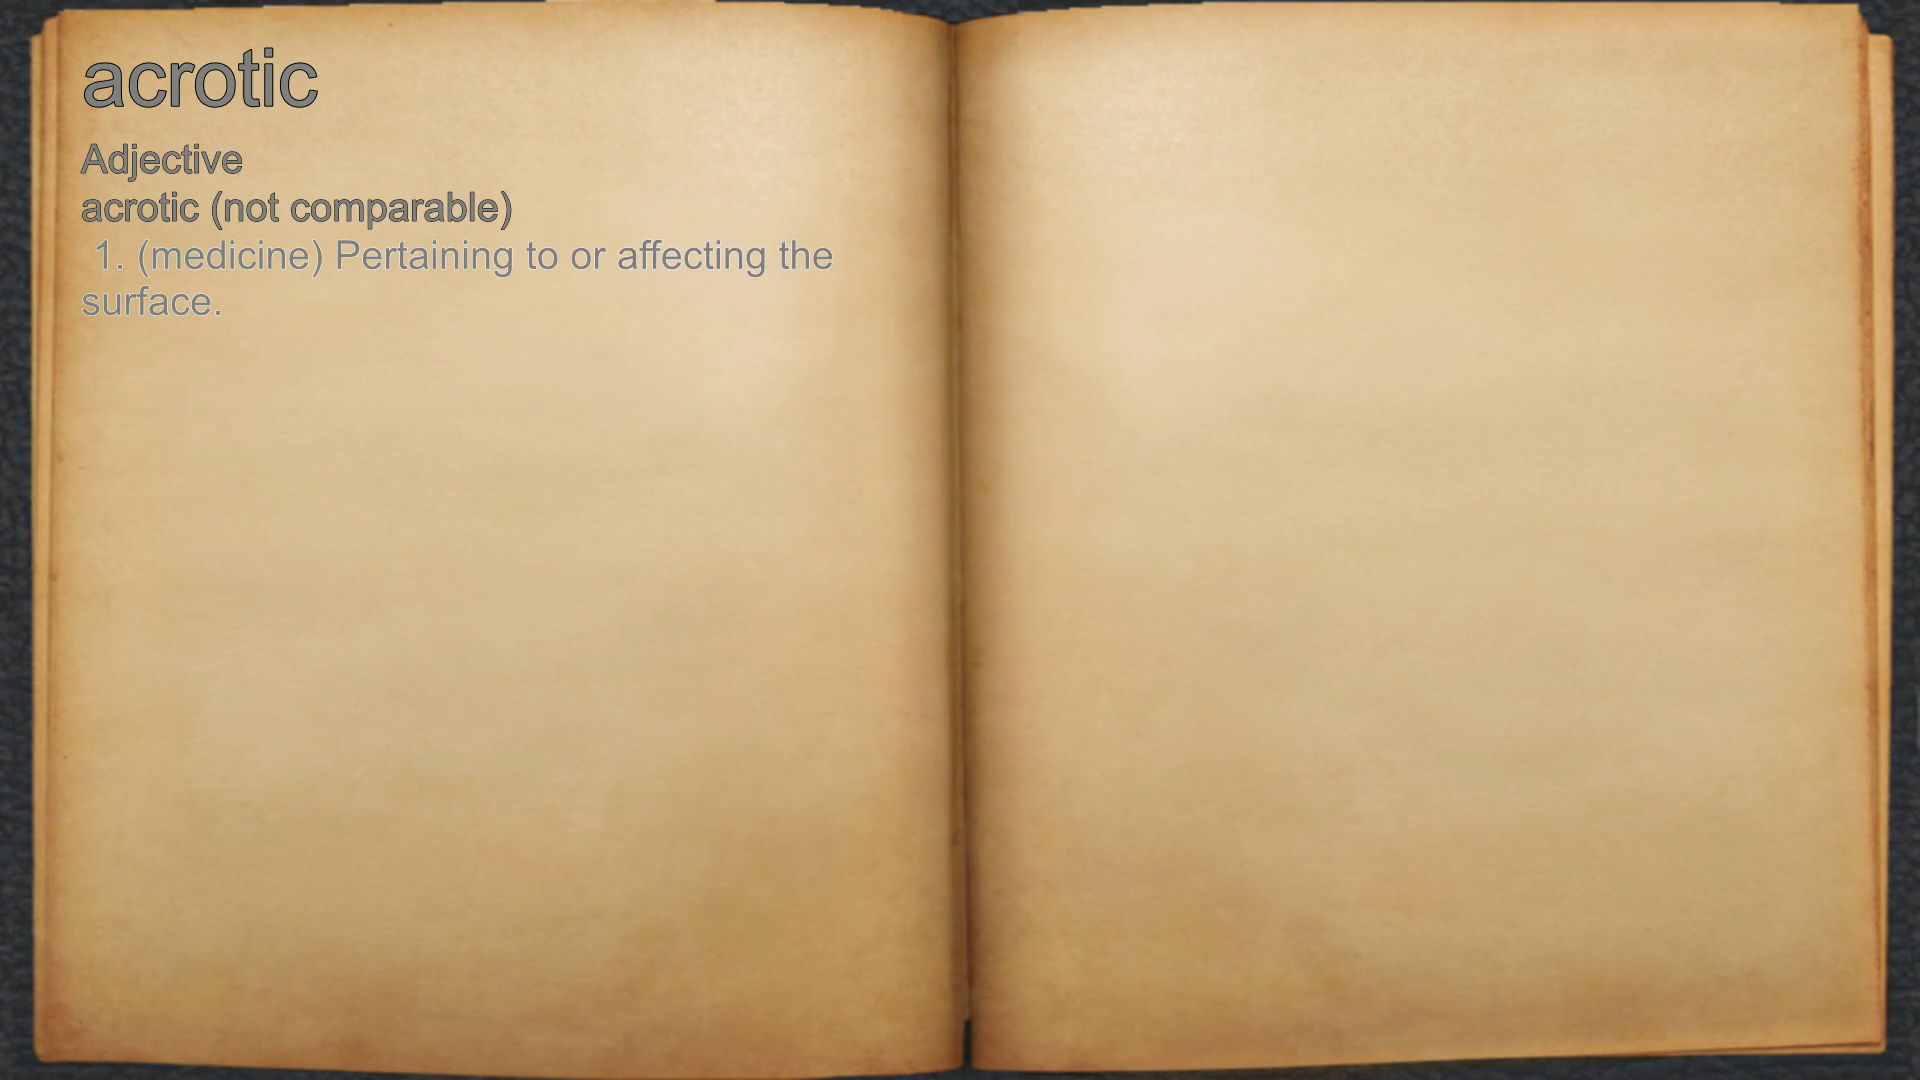 acrotic
Adjective
acrotic (not comparable)
1. (medicine) Pertaining to or affecting the
surface.